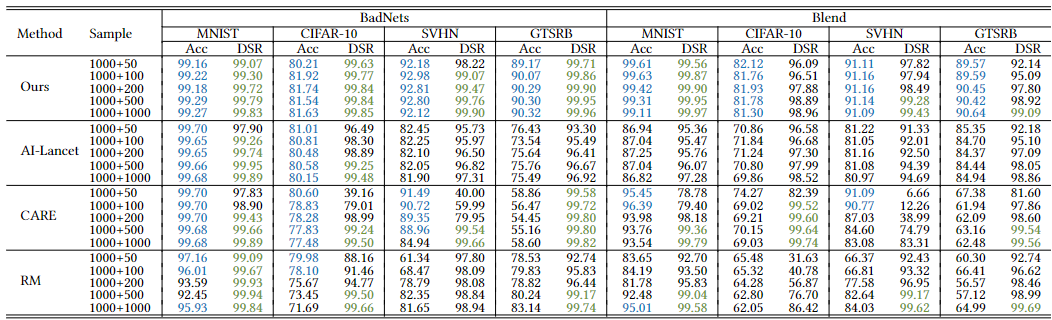 BadNets Blend
Method Sample MNIST CIFAR-10 SVHN GTSRB MNIST CIFAR-10 SVHN GTSRB
Acc DSR Acc DSR Acc DSR Acc DSR Acc DSR Acc DSR Acc DSR Acc DSR
1000+50 99.16 99.07 80.21 99.63 92.18 98.22 89.17 99.71 99.61 99.56 82.12 96.09 91.11 97.82 89.57 92.14
1000+100 99.22 99.30 81.92 99.77 92.98 99.07 90.07 99.86 99.63 99.87 81.76 96.51 91.16 97.94 89.59 95.09
Ours 1000+200 99.18 99.72 81.74 99.84 92.81 99.47 90.29 99.90 99.42 99.90 81.93 97.88 91.16 98.49 90.45 97.80
1000+500 99.29 99.79 81.54 99.84 92.80 99.76 90.30 99.95 99.31 99.95 81.78 98.89 91.14 99.28 90.42 98.92
1000+1000 99.27 99.83 81.63 99.85 92.12 99.90 90.32 99.96 99.11 99.97 81.30 98.96 91.09 99.43 90.64 99.09
1000+50 99.70 97.90 81.01 96.49 82.45 95.73 76.43 93.30 86.94 95.36 70.86 96.58 81.22 91.33 85.35 92.18
1000+100 99.65 99.26 80.81 98.30 82.25 95.97 73.54 95.49 87.04 95.47 71.84 96.68 81.05 92.01 84.70 95.10
AI-Lancet 1000+200 99.65 99.74 80.48 98.89 82.10 96.50 75.64 96.41 87.25 95.76 71.24 97.30 81.16 92.95 84.37 97.09
1000+500 99.66 99.95 80.58 99.25 82.05 96.82 75.76 96.67 87.04 96.07 70.80 97.99 81.08 94.39 84.44 98.05
1000+1000 99.68 99.89 80.15 99.48 81.90 97.31 75.49 96.92 86.82 97.28 69.86 98.52 80.97 94.69 84.94 98.86
1000+50 99.70 97.83 80.60 39.16 91.49 40.00 58.86 99.58 95.45 78.78 74.27 82.39 91.09 6.66 67.38 81.60
1000+100 99.70 98.90 78.83 79.01 90.72 59.99 56.47 99.72 96.39 79.40 69.02 99.52 90.77 12.26 61.94 97.86
CARE 1000+200 99.70 99.43 78.28 98.99 89.35 79.95 54.45 99.80 93.98 98.18 69.21 99.60 87.03 38.99 62.09 98.60
1000+500 99.68 99.66 77.83 99.24 88.96 99.54 55.16 99.80 93.76 99.36 70.15 99.64 84.60 74.79 63.16 99.54
1000+1000 99.68 99.89 77.48 99.50 84.94 99.66 58.60 99.82 93.54 99.79 69.03 99.74 83.08 83.31 62.48 99.56
1000+50 97.16 99.09 79.98 88.16 61.34 97.80 78.53 92.74 83.65 92.70 65.48 31.63 66.37 92.43 60.30 92.74
1000+100 96.01 99.67 78.10 91.46 68.47 98.09 79.83 95.83 84.19 93.50 65.32 40.78 66.81 93.32 66.41 96.62
RM 1000+200 93.59 99.93 75.67 94.77 78.79 98.08 78.82 96.44 81.78 95.83 64.28 56.87 77.58 96.95 56.57 98.46
1000+500 92.45 99.94 73.45 99.50 82.35 98.84 80.24 99.17 92.48 99.04 62.80 76.70 82.64 99.17 57.12 98.99
1000+1000 95.93 99.84 71.69 99.66 81.65 98.94 83.14 99.74 95.01 99.58 62.05 86.42 84.03 99.62 64.99 99.69